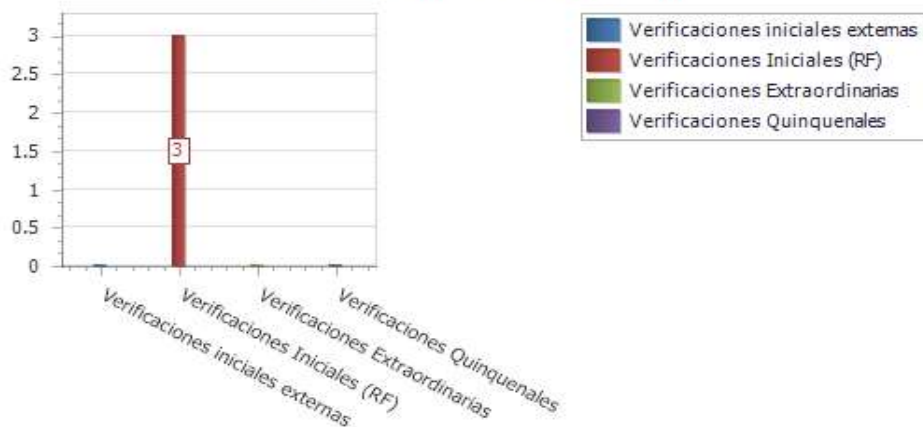 3
2.5
2
1.5
1
0.5
0
3
Verificaciones iniciales externas
Verificaciones Iniciales (RF)
Verificaciones Extraordinarias
Verificaciones Quinquenales
Verificaciones iniciales externas
Verificaciones Iniciales (RF)
Verificaciones Extraordinarias
Verificaciones Quinquenales